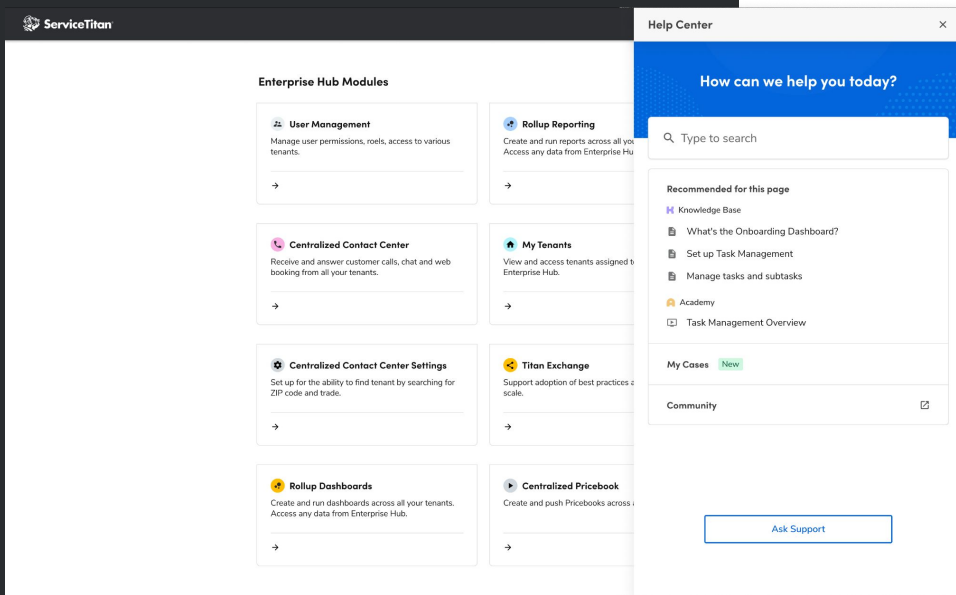 ServiceTitan
Enterprise Hub Modules
User Management
Manage user permissions, roels, access to various
tenants.
Rollup Reporting
Create and run reports across all you
Access any data from Enterprise Hu
Centralized Contact Center
Receive and answer customer calls, chat and web
booking from all your tenants.
My Tenants
View and access tenants assigned t
Enterprise Hub.
Centralized Contact Center Settings
Set up for the ability to find tenant by searching for
ZIP code and trade.
Titan Exchange
Support adoption of best practices a
scale.
Rollup Dashboards
Create and run dashboards across all your tenants.
Access any data from Enterprise Hub.
Centralized Pricebook
Create and push Pricebooks across
Help Center
How can we help you today?
Type to search
Recommended for this page
Knowledge Base
What's the Onboarding Dashboard?
Set up Task Management
Manage tasks and subtasks
Academy
Task Management Overview
My Cases New
Community
Ask Support